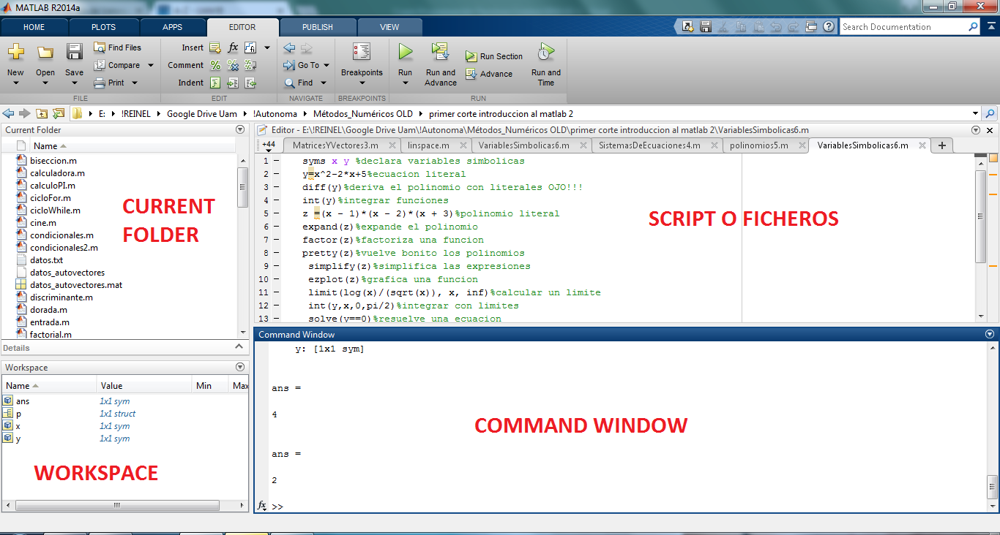 MATLAB R2014a
HOME PLOTS APPS EDITOR PUBLISH VIEW
Search Documentation
New Open Save
Find Files
Compare
Print
FILE
Insert
Comment
Indent
EDIT
Go To
Find
NAVIGATE
Breakpoints
BREAKPOINTS
Run
Run and Advance
Run Section
Advance
Run and Time
RUN
E: !REINEL Google Drive Uam !Autonoma Métodos_Numéricos OLD primer corte introduccion al matlab 2
Current Folder
Name
biseccion.m
calculadora.m
calculoPI.m
cicloFor.m
cicloWhile.m
cine.m
condicionales.m
condicionales2.m
datos.txt
datos_autovectores
datos_autovectores.mat
discriminante.m
dorada.m
entrada.m
factorial.m
CURRENT
FOLDER
Details
Workspace
Name Value Min Max
ans 1x1 sym
p 1x1 struct
x 1x1 sym
y 1x1 sym
WORKSPACE
Editor - E:\!REINEL\Google Drive Uam\!Autonoma\Métodos_Numéricos OLD\primer corte introduccion al matlab 2\VariablesSimbolicas6.m
+44 MatricesYVectores3.m linspace.m VariablesSimbolicas6.m SistemasDeEcuaciones4.m polinomios5.m VariablesSimbolicas6.m
1 – syms x y %declara variables simbolicas
2 – y=x^2-2*x+5%ecuacion literal
3 – diff(y)%deriva el polinomio con literales OJO!!!
4 – int(y)%integrar funciones
5 – z =(x - 1)*(x - 2)*(x + 3)%polinomio literal
6 – expand(z)%expande el polinomio
7 – factor(z)%factoriza una funcion
8 – pretty(z)%vuelve bonito los polinomios
9 – simplify(z)%simplifica las expresiones
10 – ezplot(z)%grafica una funcion
11 – limit(log(x)/(sqrt(x)), x, inf)%calcular un limite
12 – int(y,x,0,pi/2)%integrar con limites
13 – solve(y==0)%resuelve una ecuacion
SCRIPT O FICHEROS
Command Window
y: [1x1 sym]
ans =
4
ans =
2
fx >>
COMMAND WINDOW